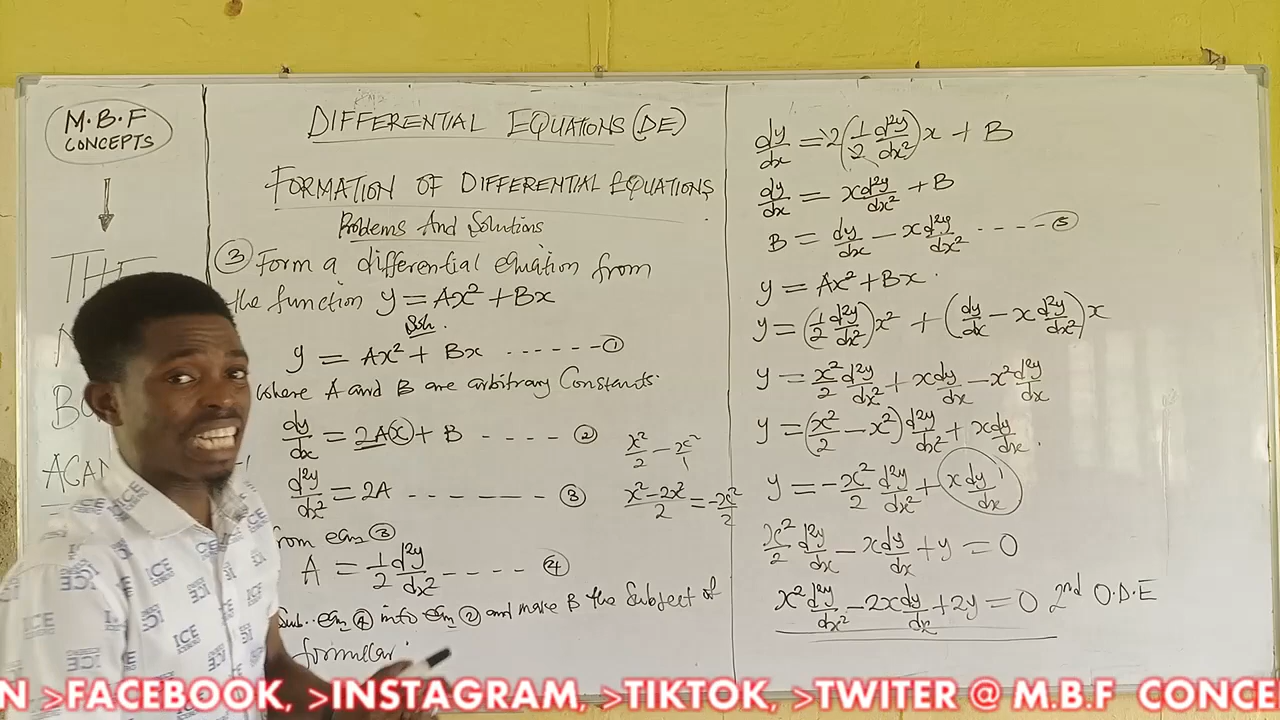 M.B.F
CONCEPTS
THE
ACA
DIFFERENTIAL EQUATIONS (DE)
FORMATION OF DIFFERENTIAL EQUATIONS
Problems And Solutions
③ Form a differential equation from
the function y = Ax² + Bx
Soln.
y = Ax² + Bx ------ ①
where A and B are arbitrary Constants.
dy/dx = 2A(x) + B ---- ②
d²y/dx² = 2A ------- ③
x²/2 - x²/1
(x² - 2x²)/2 = -x²/2
from eqn ③
A = 1/2 d²y/dx² ---- ④
Sub. eqn ④ into eqn ② and make B the Subject of
formular.
dy/dx = 2(1/2 d²y/dx²)x + B
dy/dx = x d²y/dx² + B
B = dy/dx - x d²y/dx² ---- ⑤
y = Ax² + Bx.
y = (1/2 d²y/dx²)x² + (dy/dx - x d²y/dx²)x
y = x²/2 d²y/dx² + x dy/dx - x² d²y/dx
y = (x²/2 - x²) d²y/dx² + x dy/dx.
y = -x²/2 d²y/dx² + x dy/dx
x²/2 d²y/dx - x dy/dx + y = 0
x² d²y/dx² - 2x dy/dx + 2y = 0 2nd O.D.E
N >FACEBOOK, >INSTAGRAM, >TIKTOK, >TWITER @ M.B.F CONCE
ICE